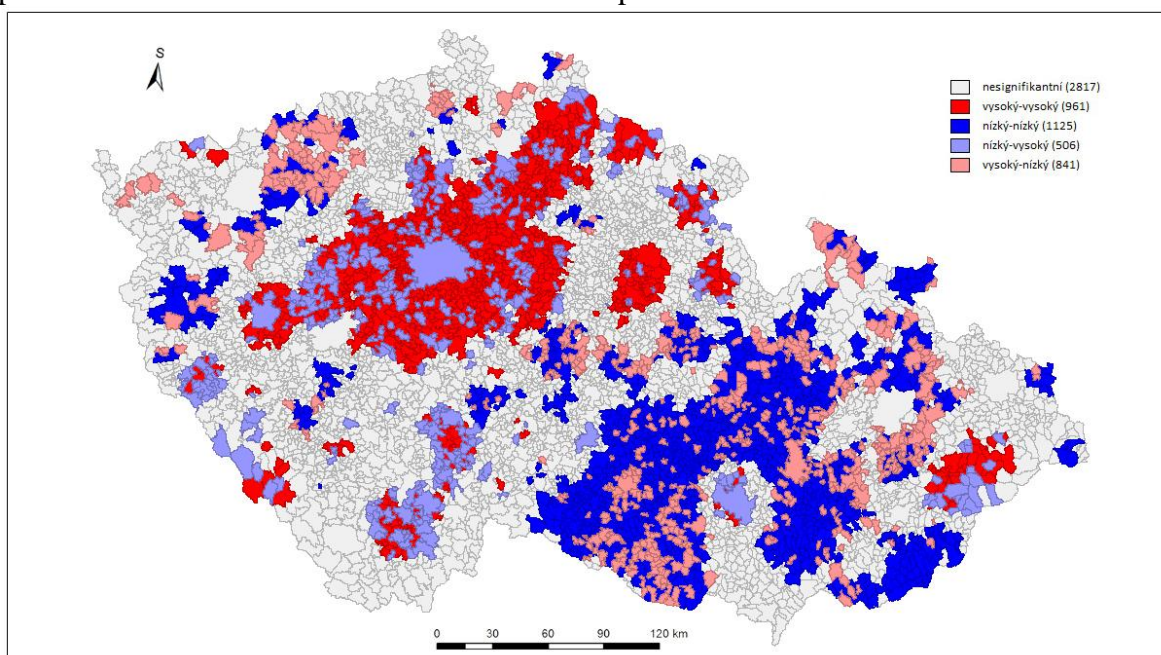 S
nesignifikantní (2817)
vysoký-vysoký (961)
nízký-nízký (1125)
nízký-vysoký (506)
vysoký-nízký (841)
0 30 60 90 120 km